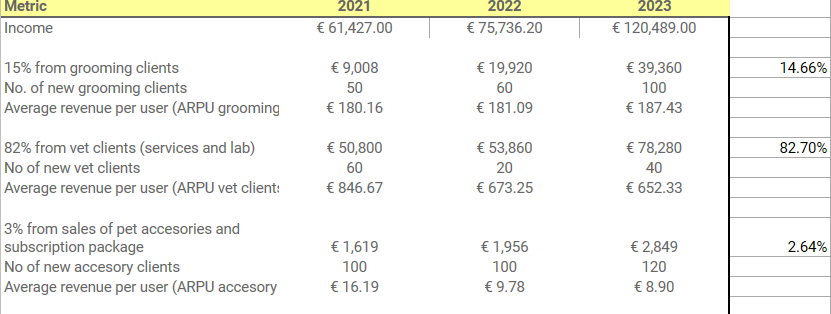 Metric 2021 2022 2023
Income € 61,427.00 € 75,736.20 € 120,489.00
15% from grooming clients € 9,008 € 19,920 € 39,360 14.66%
No. of new grooming clients 50 60 100
Average revenue per user (ARPU grooming € 180.16 € 181.09 € 187.43
82% from vet clients (services and lab) € 50,800 € 53,860 € 78,280 82.70%
No of new vet clients 60 20 40
Average revenue per user (ARPU vet clients € 846.67 € 673.25 € 652.33
3% from sales of pet accesories and
subscription package € 1,619 € 1,956 € 2,849 2.64%
No of new accesory clients 100 100 120
Average revenue per user (ARPU accesory € 16.19 € 9.78 € 8.90